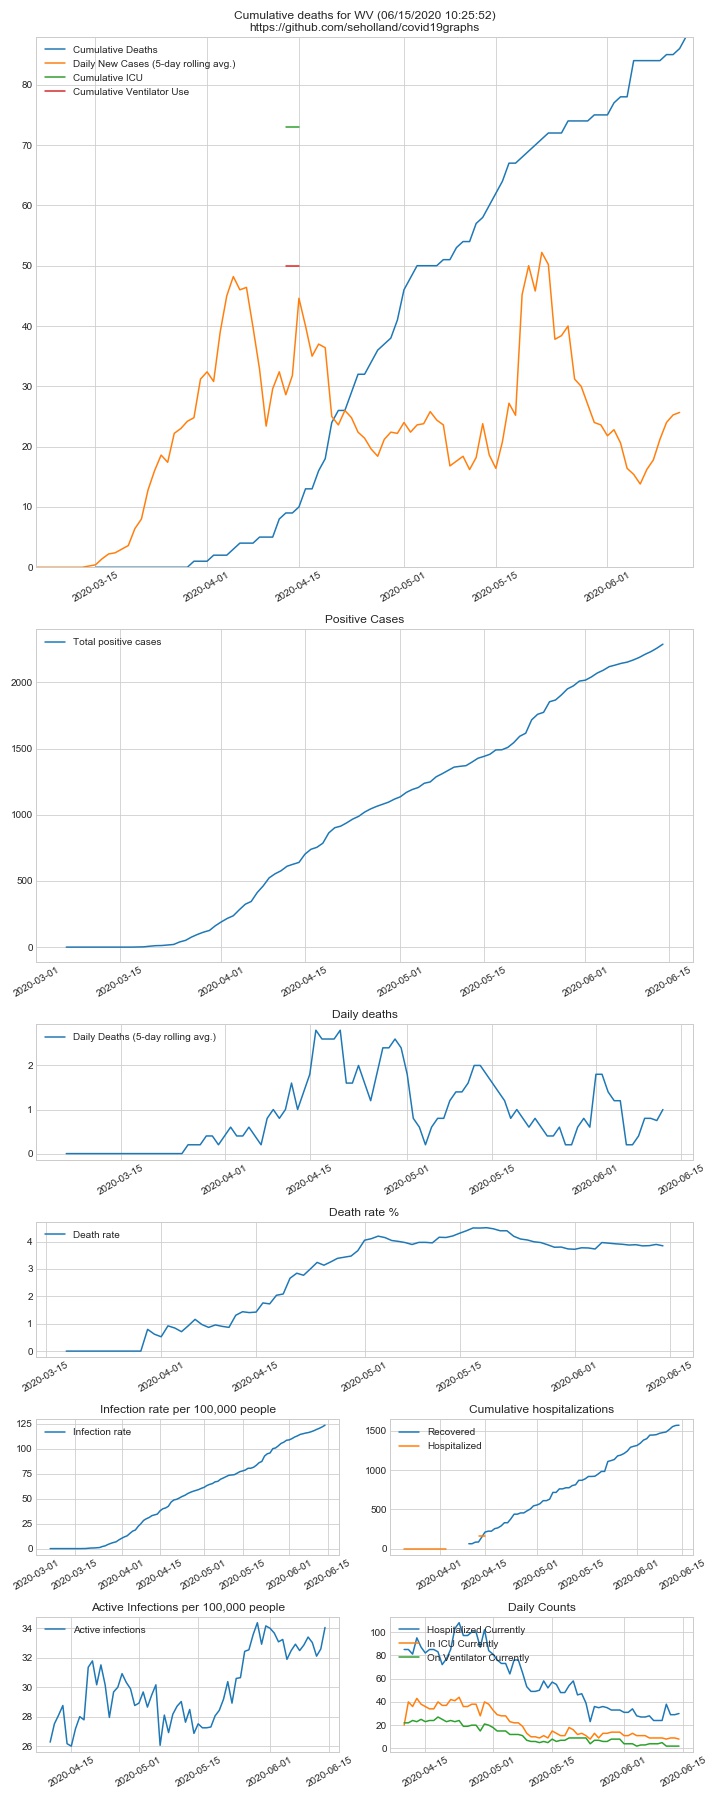 Cumulative deaths for WV (06/15/2020 10:25:52)
https://github.com/seholland/covid19graphs
Cumulative Deaths
Daily New Cases (5-day rolling avg.)
Cumulative ICU
Cumulative Ventilator Use
80
70
60
50
40
30
20
10
0
2020-03-15 2020-04-01 2020-04-15 2020-05-01 2020-05-15 2020-06-01
Positive Cases
Total positive cases
2000
1500
1000
500
0
2020-03-01 2020-03-15 2020-04-01 2020-04-15 2020-05-01 2020-05-15 2020-06-01 2020-06-15
Daily deaths
Daily Deaths (5-day rolling avg.)
2
1
0
2020-03-15 2020-04-01 2020-04-15 2020-05-01 2020-05-15 2020-06-01 2020-06-15
Death rate %
Death rate
4
3
2
1
0
2020-03-15 2020-04-01 2020-04-15 2020-05-01 2020-05-15 2020-06-01 2020-06-15
Infection rate per 100,000 people
Infection rate
125
100
75
50
25
0
2020-03-01 2020-03-15 2020-04-01 2020-04-15 2020-05-01 2020-05-15 2020-06-01 2020-06-15
Cumulative hospitalizations
Recovered
Hospitalized
1500
1000
500
0
2020-04-01 2020-04-15 2020-05-01 2020-05-15 2020-06-01 2020-06-15
Active Infections per 100,000 people
Active infections
34
32
30
28
26
2020-04-15 2020-05-01 2020-05-15 2020-06-01 2020-06-15
Daily Counts
Hospitalized Currently
In ICU Currently
On Ventilator Currently
100
80
60
40
20
0
2020-04-15 2020-05-01 2020-05-15 2020-06-01 2020-06-15